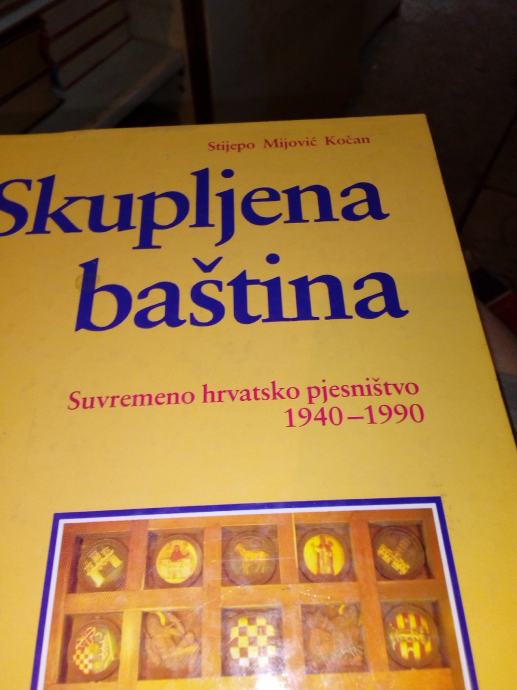 Stijepo Mijović Kočan
Skupljena
baština
Suvremeno hrvatsko pjesništvo
1940–1990